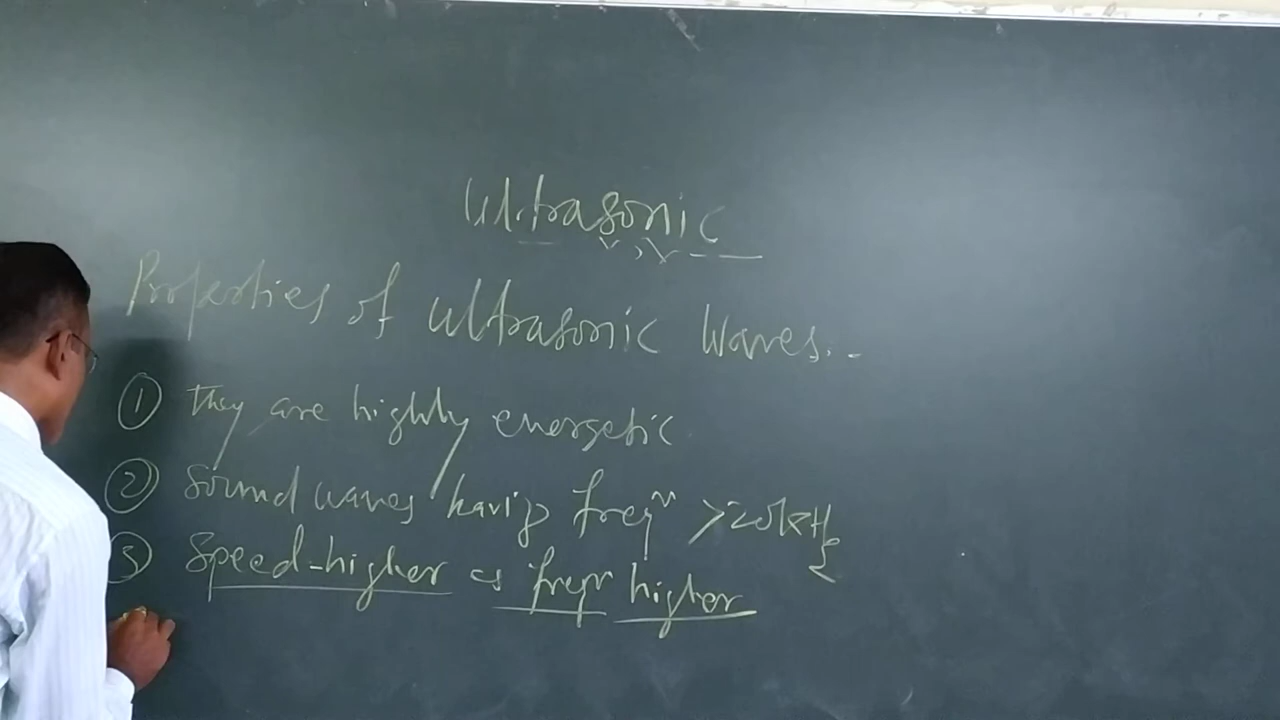 Ultrasonic
Properties of ultrasonic waves..
① They are highly energetic
② Sound waves having freqⁿ >20kHz
③ Speed-higher as freqⁿ higher